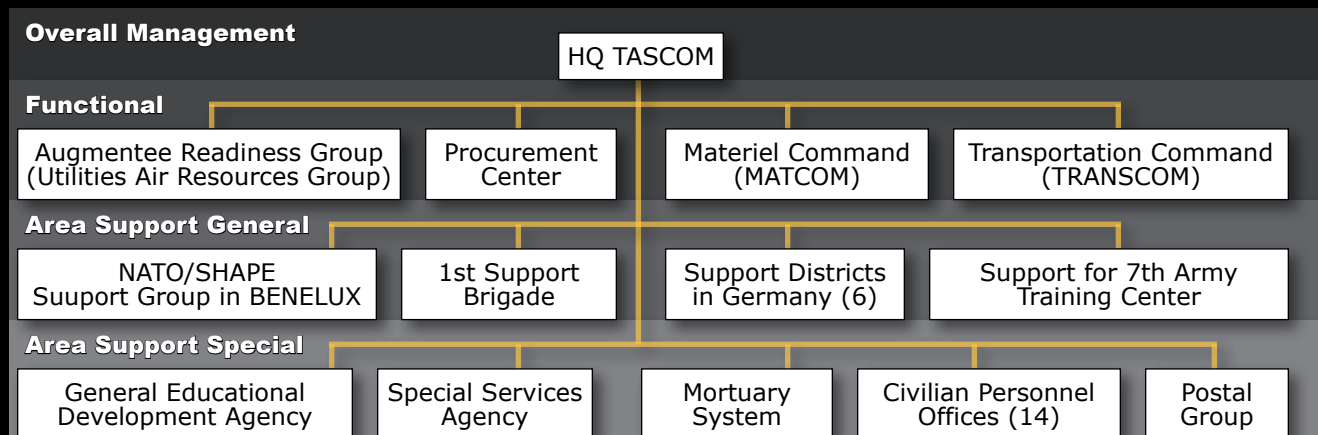 Overall Management
HQ TASCOM
Functional
Augmentee Readiness Group
(Utilities Air Resources Group)
Procurement
Center
Materiel Command
(MATCOM)
Transportation Command
(TRANSCOM)
Area Support General
NATO/SHAPE
Suuport Group in BENELUX
1st Support
Brigade
Support Districts
in Germany (6)
Support for 7th Army
Training Center
Area Support Special
General Educational
Development Agency
Special Services
Agency
Mortuary
System
Civilian Personnel
Offices (14)
Postal
Group